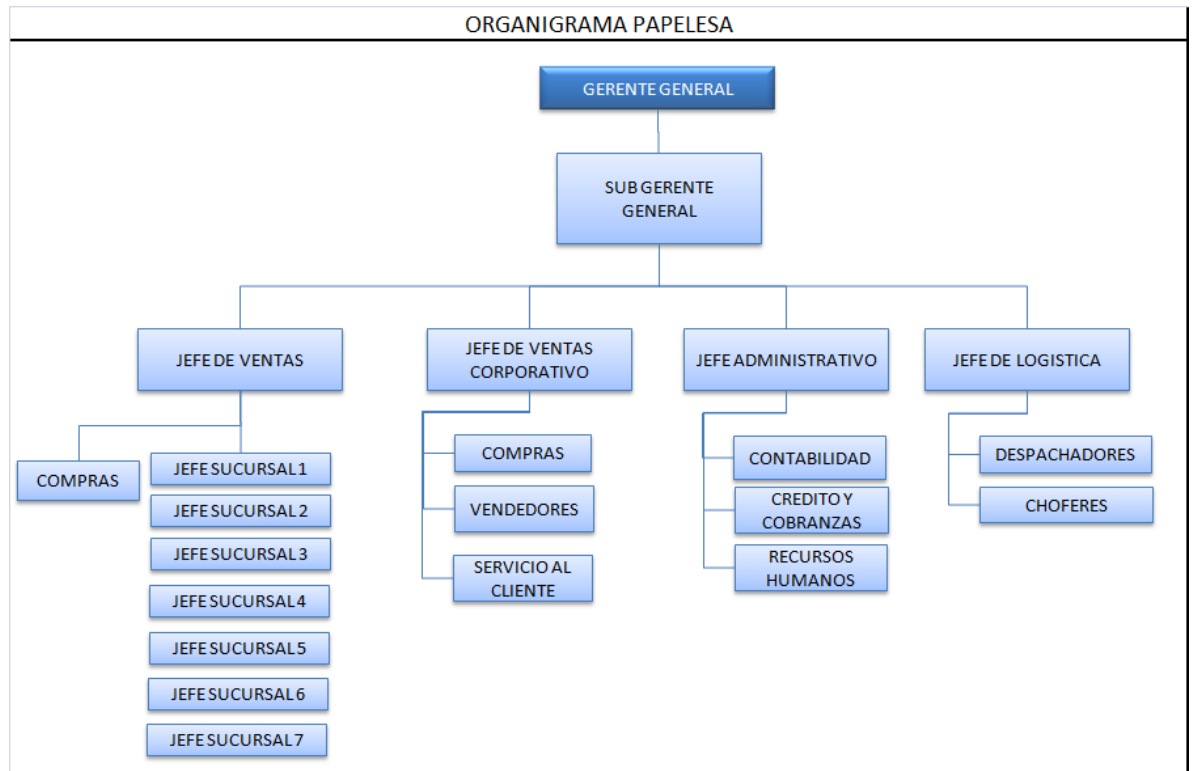 ORGANIGRAMA PAPELESA
GERENTE GENERAL
SUB GERENTE
GENERAL
JEFE DE VENTAS
JEFE DE VENTAS
CORPORATIVO
JEFE ADMINISTRATIVO
JEFE DE LOGISTICA
COMPRAS
JEFE SUCURSAL 1
JEFE SUCURSAL 2
JEFE SUCURSAL 3
JEFE SUCURSAL 4
JEFE SUCURSAL 5
JEFE SUCURSAL 6
JEFE SUCURSAL 7
COMPRAS
VENDEDORES
SERVICIO AL
CLIENTE
CONTABILIDAD
CREDITO Y
COBRANZAS
RECURSOS
HUMANOS
DESPACHADORES
CHOFERES